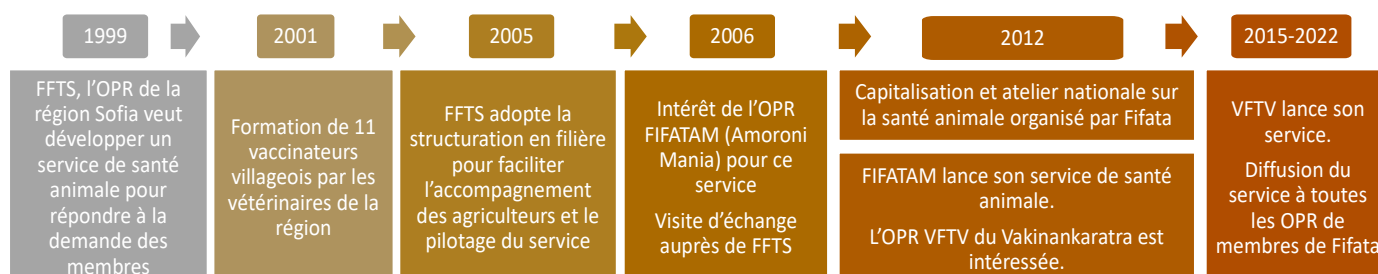 1999
FFTS, l'OPR de la
région Sofia veut
développer un
service de santé
animale pour
répondre à la
demande des
membres
2001
Formation de 11
vaccinateurs
villageois par les
vétérinaires de la
région
2005
FFTS adopte la
structuration en filière
pour faciliter
l'accompagnement
des agriculteurs et le
pilotage du service
2006
Intérêt de l'OPR
FIFATAM (Amoroni
Mania) pour ce
service
Visite d'échange
auprès de FFTS
2012
Capitalisation et atelier nationale sur
la santé animale organisé par Fifata
FIFATAM lance son service de santé
animale.
L'OPR VFTV du Vakinankaratra est
intéressée.
2015-2022
VFTV lance son
service.
Diffusion du
service à toutes
les OPR de
membres de Fifata